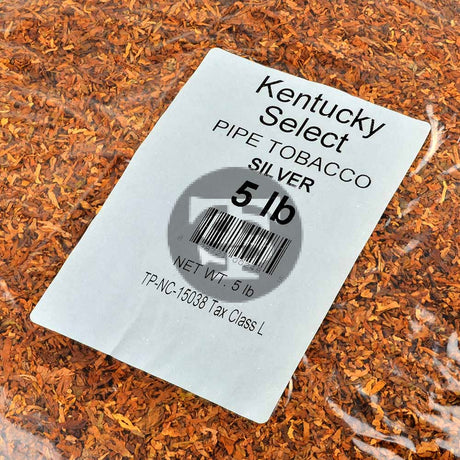 Kentucky
Select
PIPE TOBACCO
SILVER
5 lb
NET WT. 5 lb
TP-NC-15038 Tax Class L